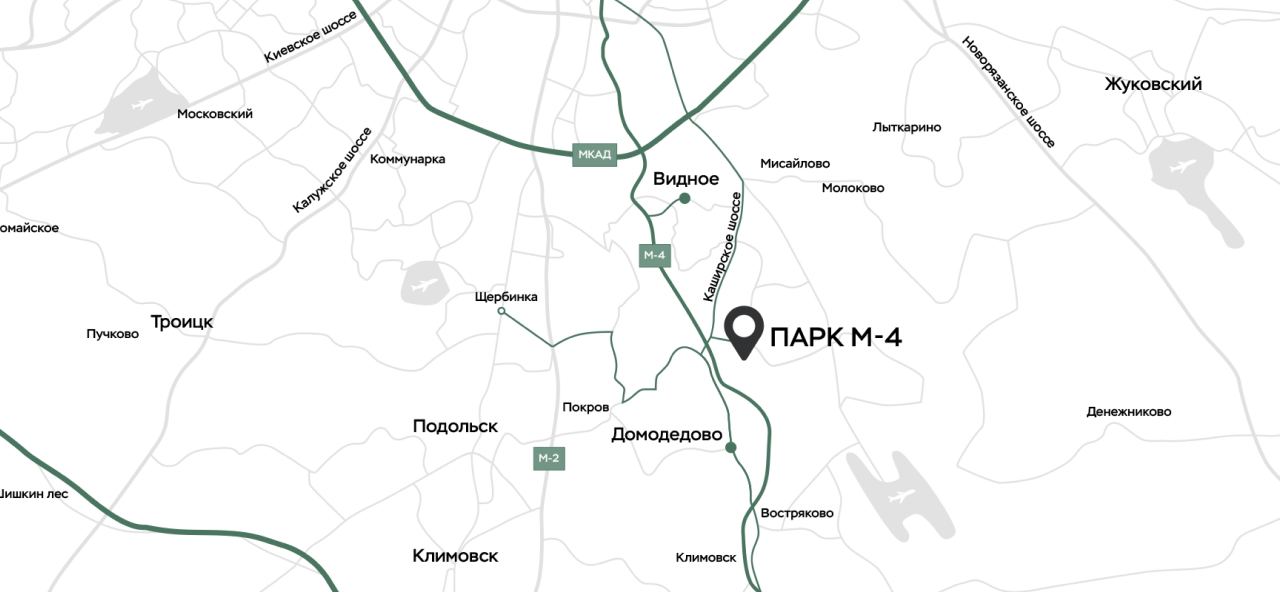 Киевское шоссе
Новорязанское шоссе
Жуковский
Московский
Лыткарино
МКАД
Коммунарка
Калужское шоссе
Мисайлово
Видное
Молоково
Каширское шоссе
омайское
М-4
Щербинка
Троицк
Пучково
ПАРК М-4
Покров
Денежниково
Подольск
Домодедово
М-2
Шишкин лес
Востряково
Климовск
Климовск